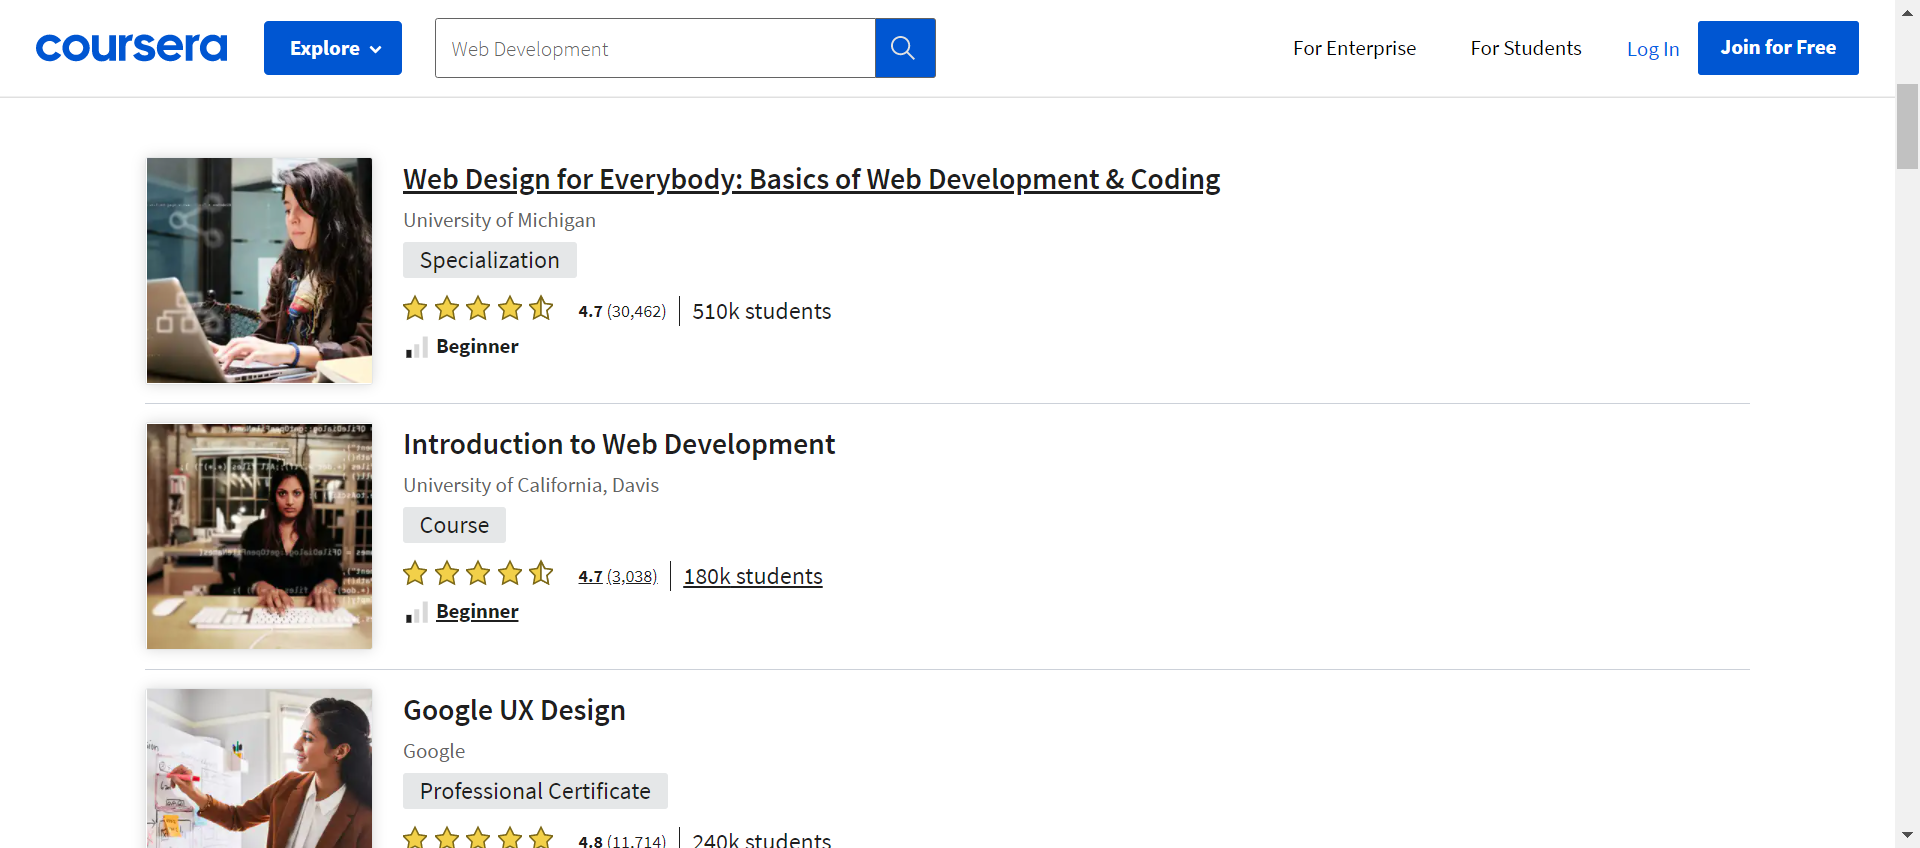 coursera
Explore
Web Development
For Enterprise
For Students
Log In
Join for Free
Web Design for Everybody: Basics of Web Development & Coding
University of Michigan
Specialization
4.7 (30,462) 510k students
Beginner
Introduction to Web Development
University of California, Davis
Course
4.7 (3,038) 180k students
Beginner
Google UX Design
Google
Professional Certificate
4.8 (11,714) 240k students